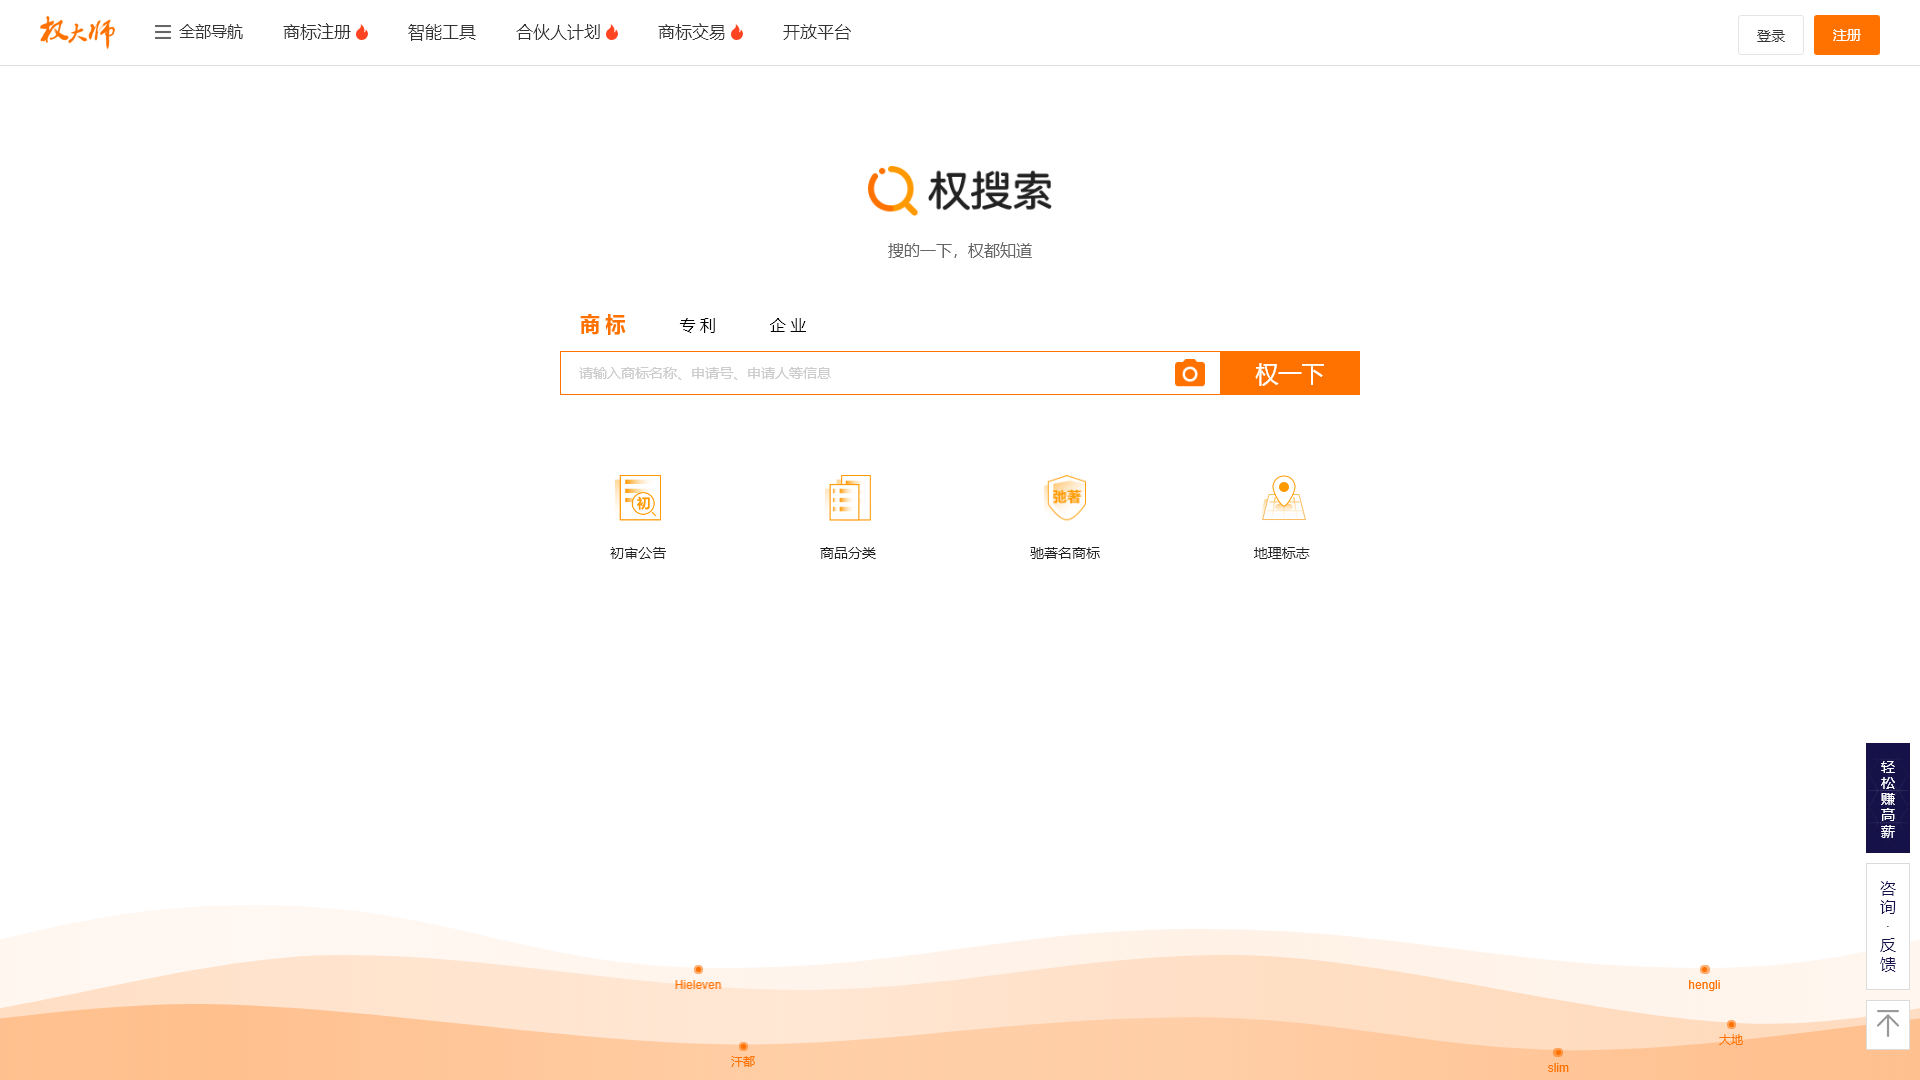 权大师
全部导航
商标注册
智能工具
合伙人计划
商标交易
开放平台
登录
注册
权搜索
搜的一下，权都知道
商标
专利
企业
请输入商标名称、申请号、申请人等信息
权一下
初
弛著
初审公告
商品分类
驰著名商标
地理标志
轻松赚高薪
咨询·反馈
Hieleven
hengli
大地
汗都
slim